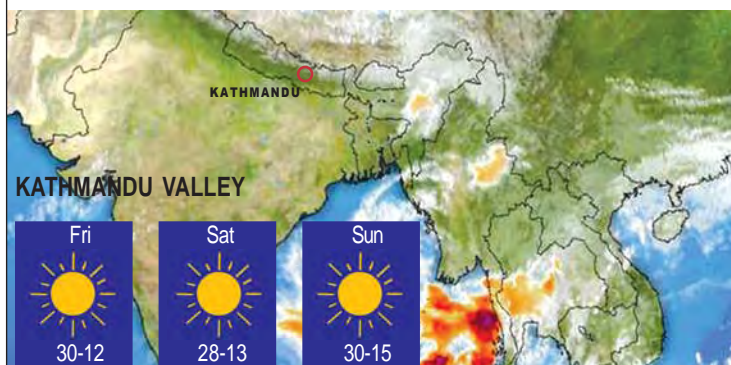 KATHMANDU
KATHMANDU VALLEY
Fri
Sat
Sun
30-12
28-13
30-15